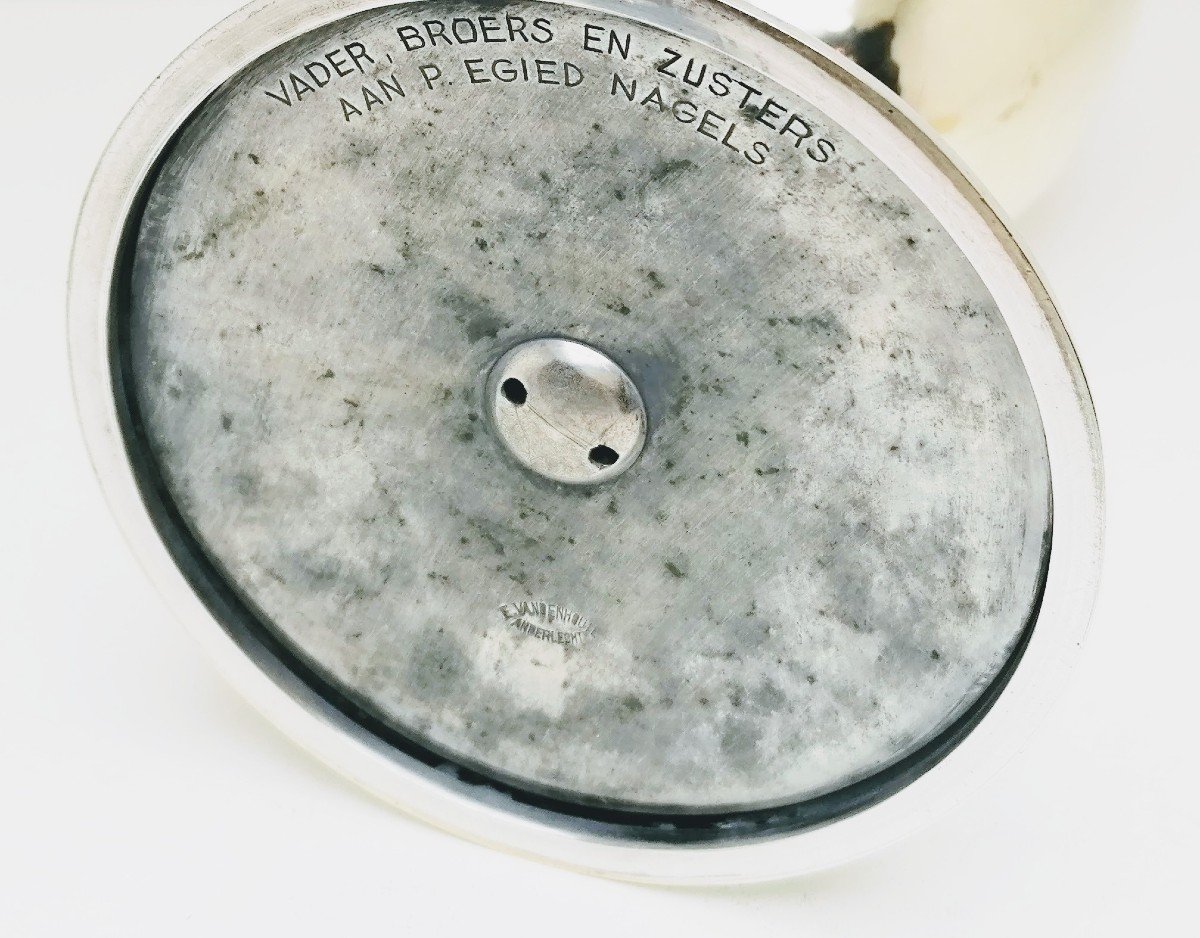 VADER, BROERS EN ZUSTERS
AAN P. EGIED NAGELS
E. VANDENHOUTE
ANDERLECHT